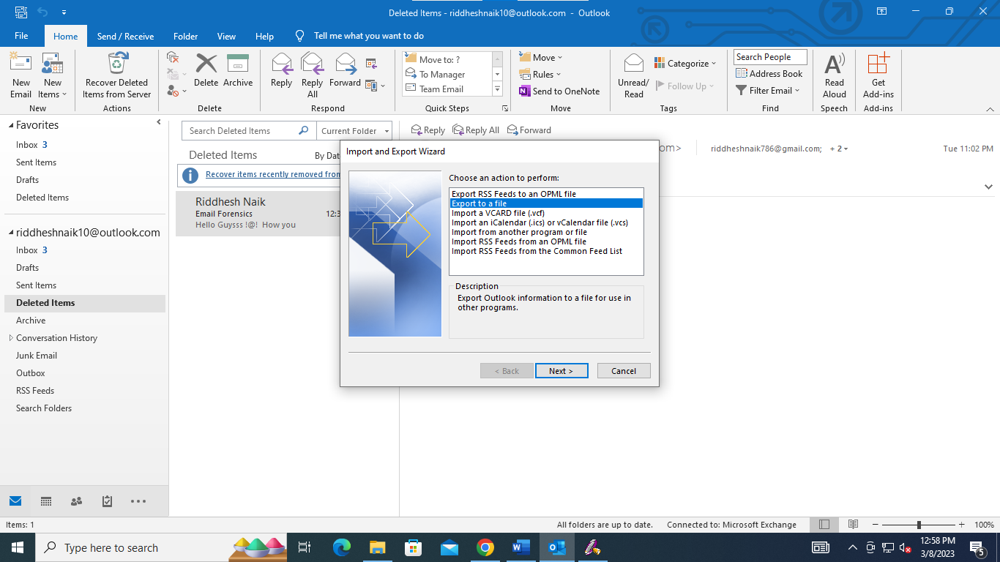 Deleted Items - riddheshnaik10@outlook.com - Outlook
File Home Send / Receive Folder View Help Tell me what you want to do
New Email
New Items
New
Recover Deleted Items from Server
Actions
Delete Archive
Delete
Reply Reply All Forward
Respond
Move to: ?
To Manager
Team Email
Quick Steps
Move
Rules
Send to OneNote
Move
Unread/ Read
Categorize
Follow Up
Tags
Search People
Address Book
Filter Email
Find
Read Aloud
Speech
Get Add-ins
Add-ins
Favorites
Inbox 3
Sent Items
Drafts
Deleted Items
riddheshnaik10@outlook.com
Inbox 3
Drafts
Sent Items
Deleted Items
Archive
Conversation History
Junk Email
Outbox
RSS Feeds
Search Folders
Search Deleted Items Current Folder
Deleted Items By Dat
Recover items recently removed from
Riddhesh Naik
Email Forensics 12:3
Hello Guysss !@! How you
Reply Reply All Forward
om> riddheshnaik786@gmail.com; + 2 Tue 11:02 PM
Import and Export Wizard
Choose an action to perform:
Export RSS Feeds to an OPML file
Export to a file
Import a VCARD file (.vcf)
Import an iCalendar (.ics) or vCalendar file (.vcs)
Import from another program or file
Import RSS Feeds from an OPML file
Import RSS Feeds from the Common Feed List
Description
Export Outlook information to a file for use in
other programs.
< Back Next > Cancel
Items: 1 All folders are up to date. Connected to: Microsoft Exchange 100%
Type here to search
12:58 PM
3/8/2023
5